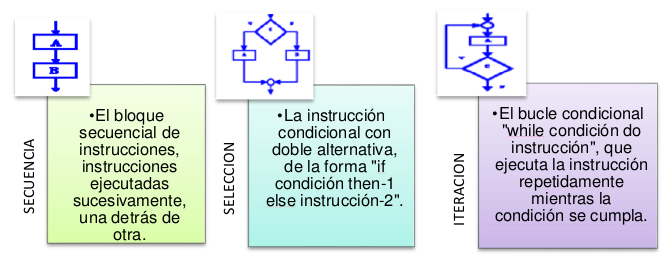 A
B
SECUENCIA
•El bloque
secuencial de
instrucciones,
instrucciones
ejecutadas
sucesivamente,
una detrás de
otra.
SELECCION
•La instrucción
condicional con
doble alternativa,
de la forma "if
condición then-1
else instrucción-2".
ITERACION
•El bucle condicional
"while condición do
instrucción", que
ejecuta la instrucción
repetidamente
mientras la
condición se cumpla.